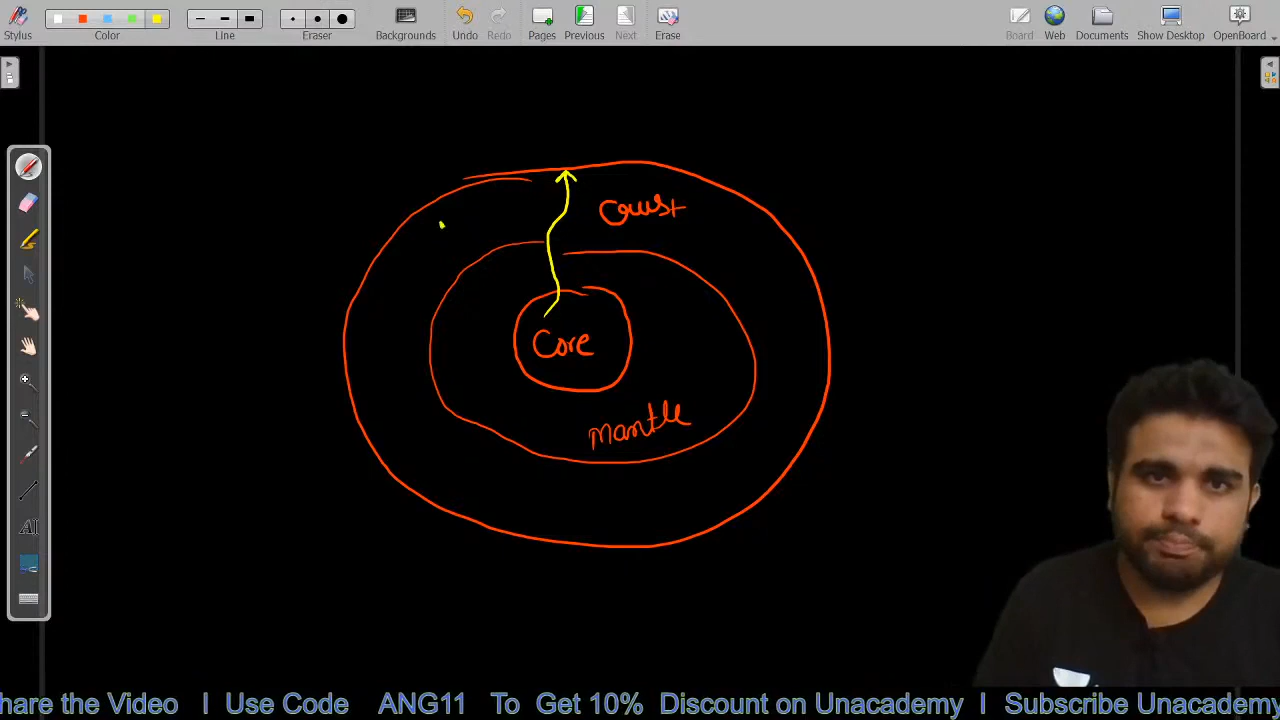 Stylus
Color
Line
Eraser
Backgrounds
Undo
Redo
Pages
Previous
Next
Erase
Board
Web
Documents
Show Desktop
OpenBoard
Crust
Core
Mantle
hare the Video I Use Code ANG11 To Get 10% Discount on Unacademy I Subscribe Unacademy